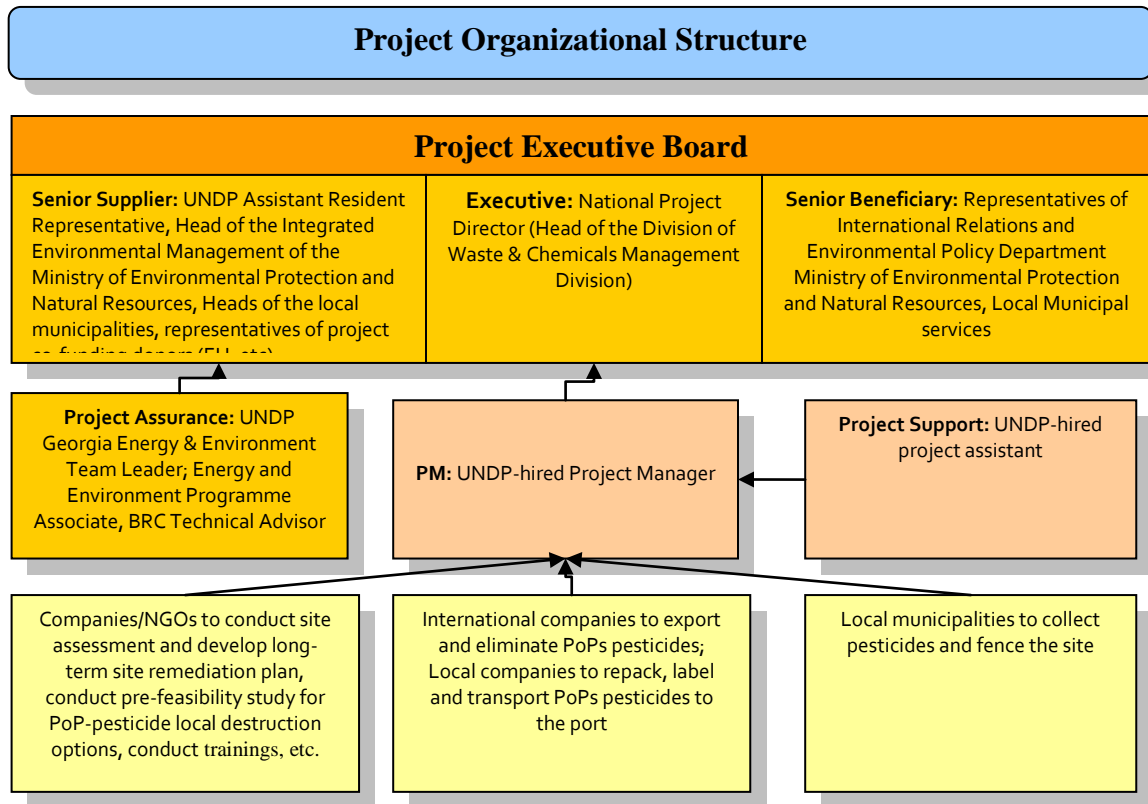 Project Organizational Structure
Project Executive Board
Senior Supplier: UNDP Assistant Resident
Representative, Head of the Integrated
Environmental Management of the
Ministry of Environmental Protection and
Natural Resources, Heads of the local
municipalities, representatives of project
co-funding donors (EU, etc)
Executive: National Project
Director (Head of the Division of
Waste & Chemicals Management
Division)
Senior Beneficiary: Representatives of
International Relations and
Environmental Policy Department
Ministry of Environmental Protection
and Natural Resources, Local Municipal
services
Project Assurance: UNDP
Georgia Energy & Environment
Team Leader; Energy and
Environment Programme
Associate, BRC Technical Advisor
PM: UNDP-hired Project Manager
Project Support: UNDP-hired
project assistant
Companies/NGOs to conduct site
assessment and develop long-
term site remediation plan,
conduct pre-feasibility study for
PoP-pesticide local destruction
options, conduct trainings, etc.
International companies to export
and eliminate PoPs pesticides;
Local companies to repack, label
and transport PoPs pesticides to
the port
Local municipalities to collect
pesticides and fence the site